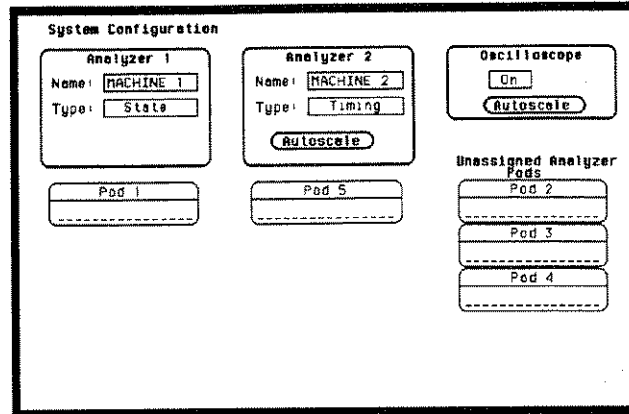 System Configuration
Analyzer 1
Name: MACHINE 1
Type: State
Analyzer 2
Name: MACHINE 2
Type: Timing
Autoscale
Oscilloscope
On
Autoscale
Pod 1
Pod 5
Unassigned Analyzer
Pods
Pod 2
Pod 3
Pod 4